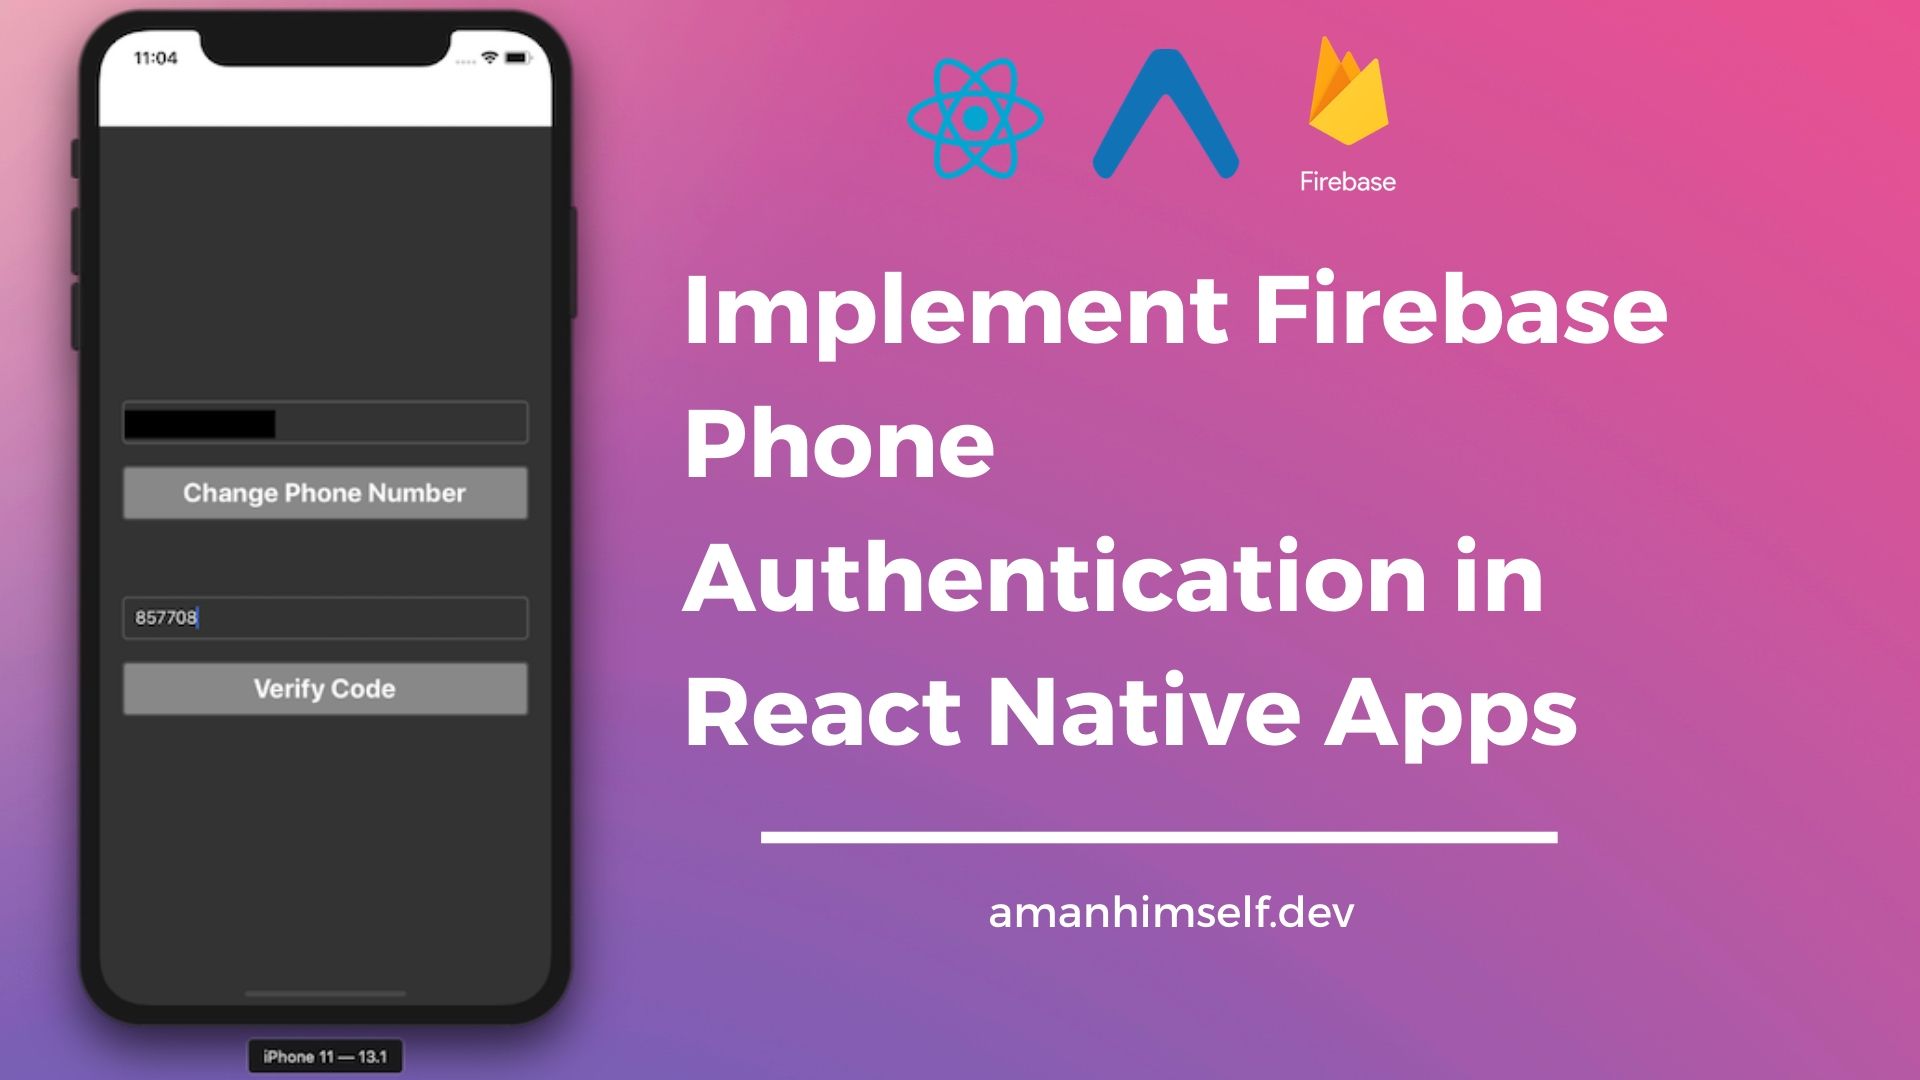 11:04
Change Phone Number
857708
Verify Code
iPhone 11 — 13.1
Firebase
Implement Firebase
Phone
Authentication in
React Native Apps
amanhimself.dev